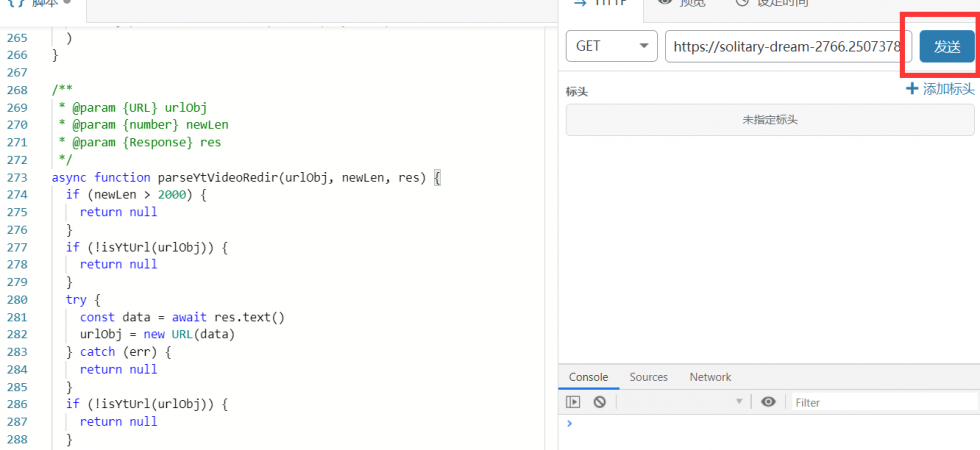 {} 脚本
HTTP
预览
设定时间
265 )
266 }
267
268 /**
269 * @param {URL} urlObj
270 * @param {number} newLen
271 * @param {Response} res
272 */
273 async function parseYtVideoRedir(urlObj, newLen, res) {
274 if (newLen > 2000) {
275 return null
276 }
277 if (!isYtUrl(urlObj)) {
278 return null
279 }
280 try {
281 const data = await res.text()
282 urlObj = new URL(data)
283 } catch (err) {
284 return null
285 }
286 if (!isYtUrl(urlObj)) {
287 return null
288 }
GET
https://solitary-dream-2766.2507378
发送
标头
添加标头
未指定标头
Console Sources Network
Filter